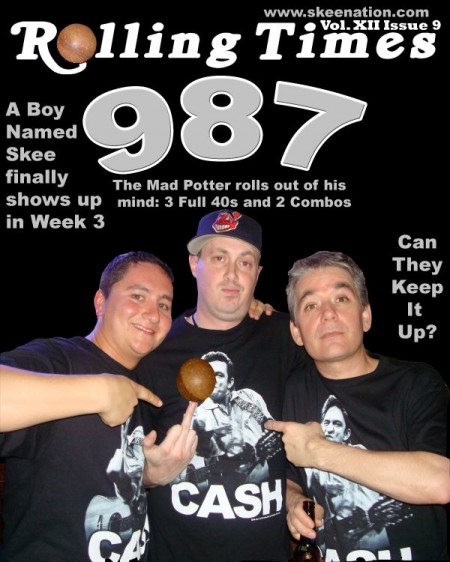 www.skeenation.com
Vol. XII Issue 9
Rolling Times
987
A Boy
Named
Skee
finally
shows up
in Week 3
The Mad Potter rolls out of his
mind: 3 Full 40s and 2 Combos
Can
They
Keep
It
Up?
CASH
CASH
CASH